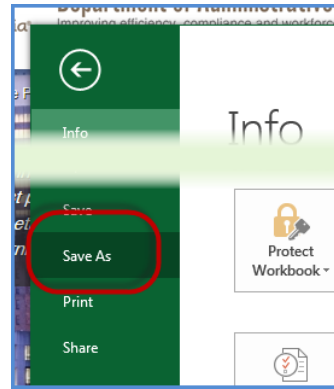 Department of Administrative
Improving efficiency, compliance and workforce
Info
Info
Save
Save As
Protect
Workbook
Print
Share